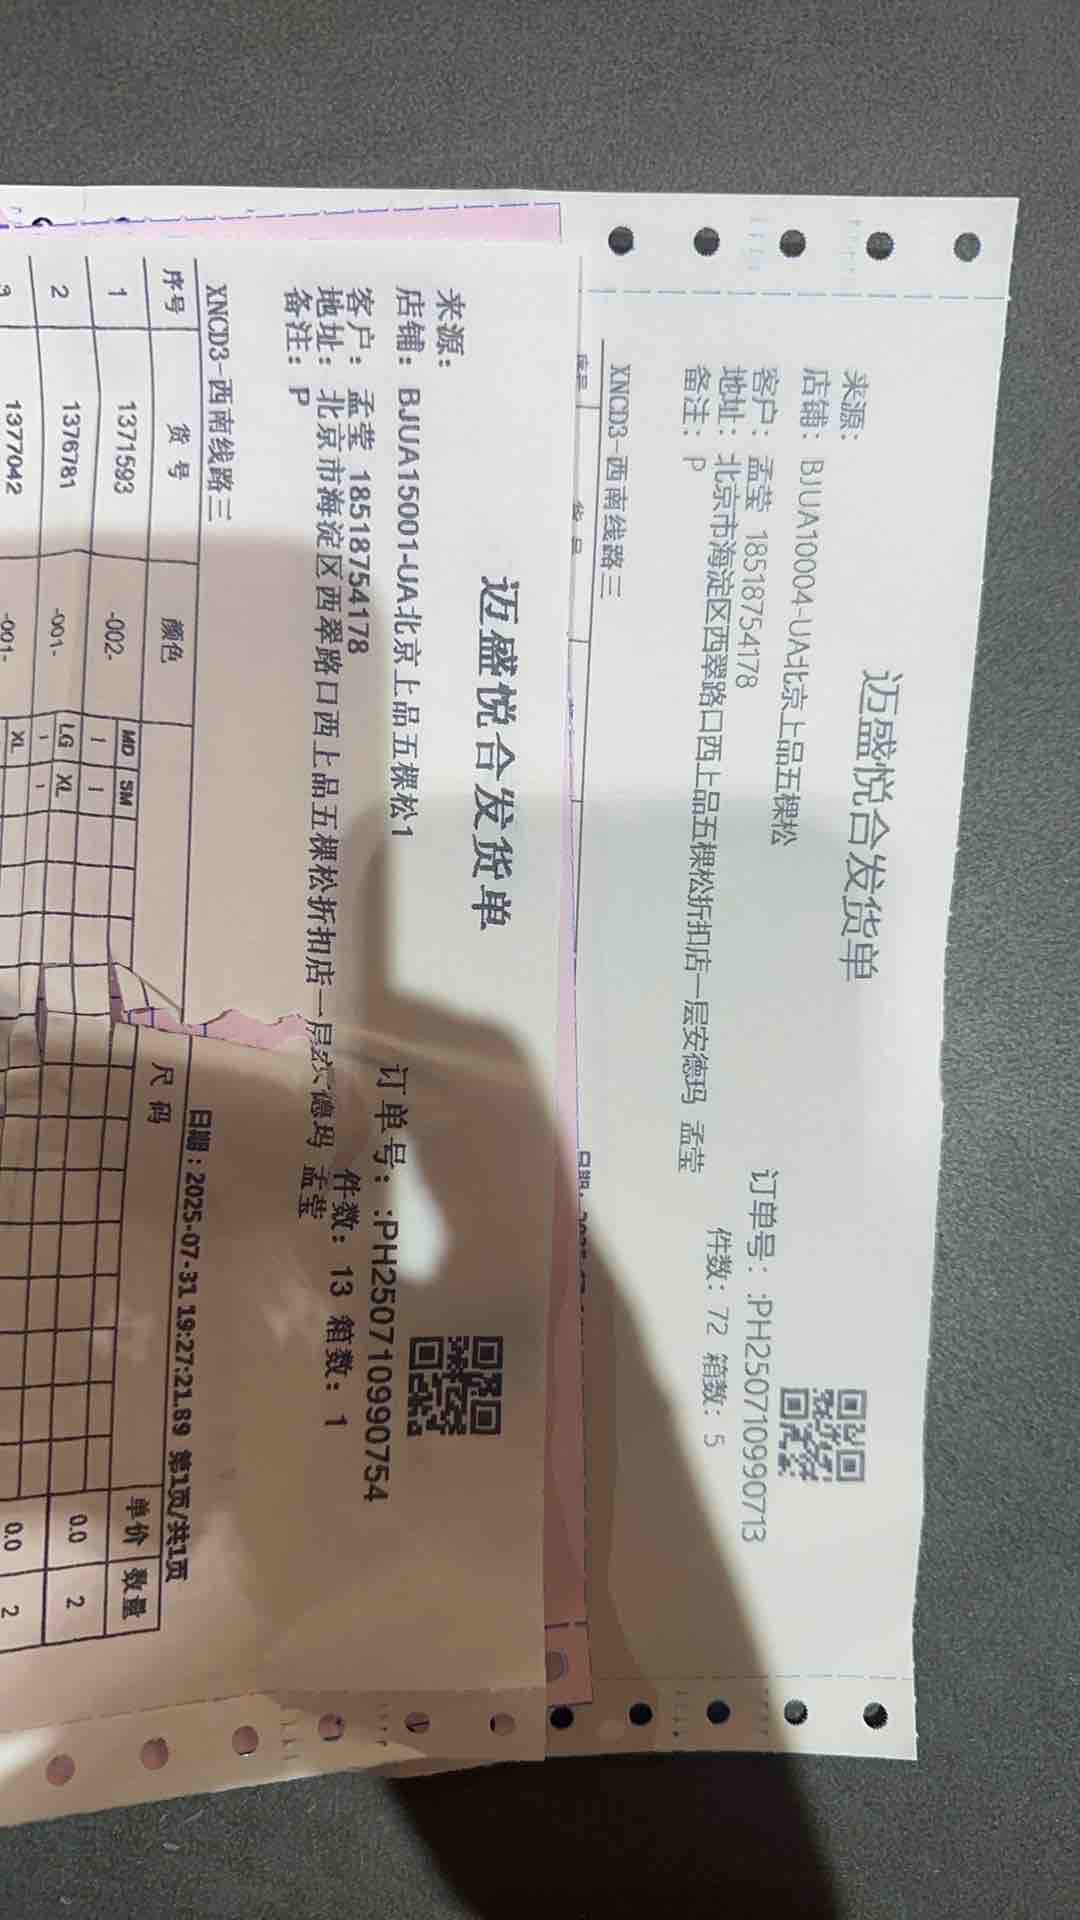 迈盛悦合发货单
来源:
店铺: BJUA10004-UA北京上品五棵松
订单号: :PH250710990713
客户: 孟莹 18518754178
件数: 72 箱数: 5
地址: 北京市海淀区西翠路口西上品五棵松折扣店一层安德玛 孟莹
备注: P
XNCD3-西南线路三
迈盛悦合发货单
来源:
店铺: BJUA15001-UA北京上品五棵松1
订单号: :PH250710990754
客户: 孟莹 18518754178
件数: 13 箱数: 1
地址: 北京市海淀区西翠路口西上品五棵松折扣店一层安德玛 孟莹
备注: P
XNCD3-西南线路三
日期: 2025-07-31 19:27:21.89 第1页/共1页
序号 货 号 颜色 尺 码 单价 数量
MD SM
1 1371593 -002- 1 1 0.0 2
LG XL
2 1376781 -001- 1 1 0.0 2
XL
3 1377042 -001-